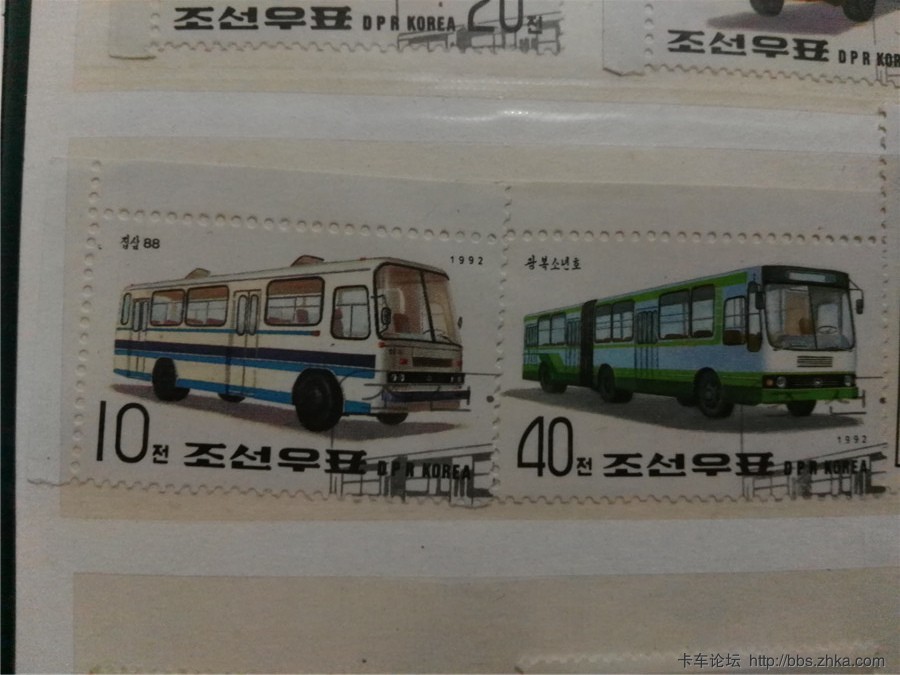 조선우표 DPR KOREA 20전
조선우표 DPR KOR
집삼 88
1992
10전 조선우표 DPR KOREA
광복소년호
1992
40전 조선우표 DPR KOREA
卡车论坛 http://bbs.zhka.com